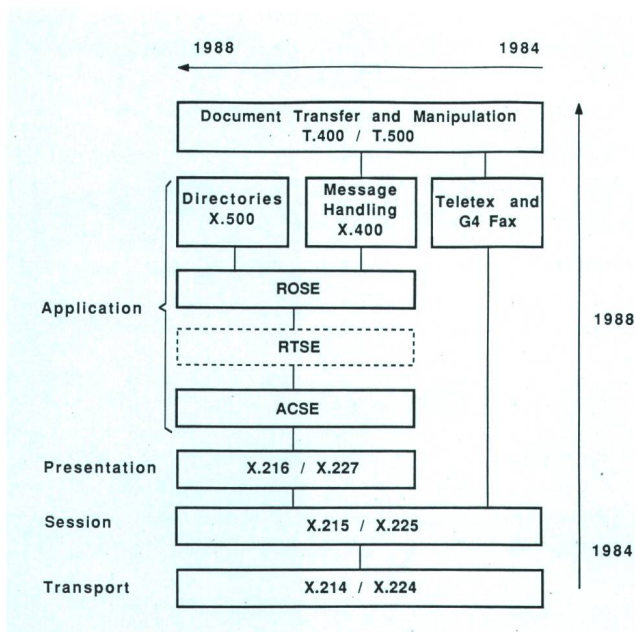 1988 1984
Document Transfer and Manipulation
T.400 / T.500
Directories
X.500
Message
Handling
X.400
Teletex and
G4 Fax
ROSE
Application
1988
RTSE
ACSE
Presentation X.216 / X.227
Session X.215 / X.225
1984
Transport X.214 / X.224